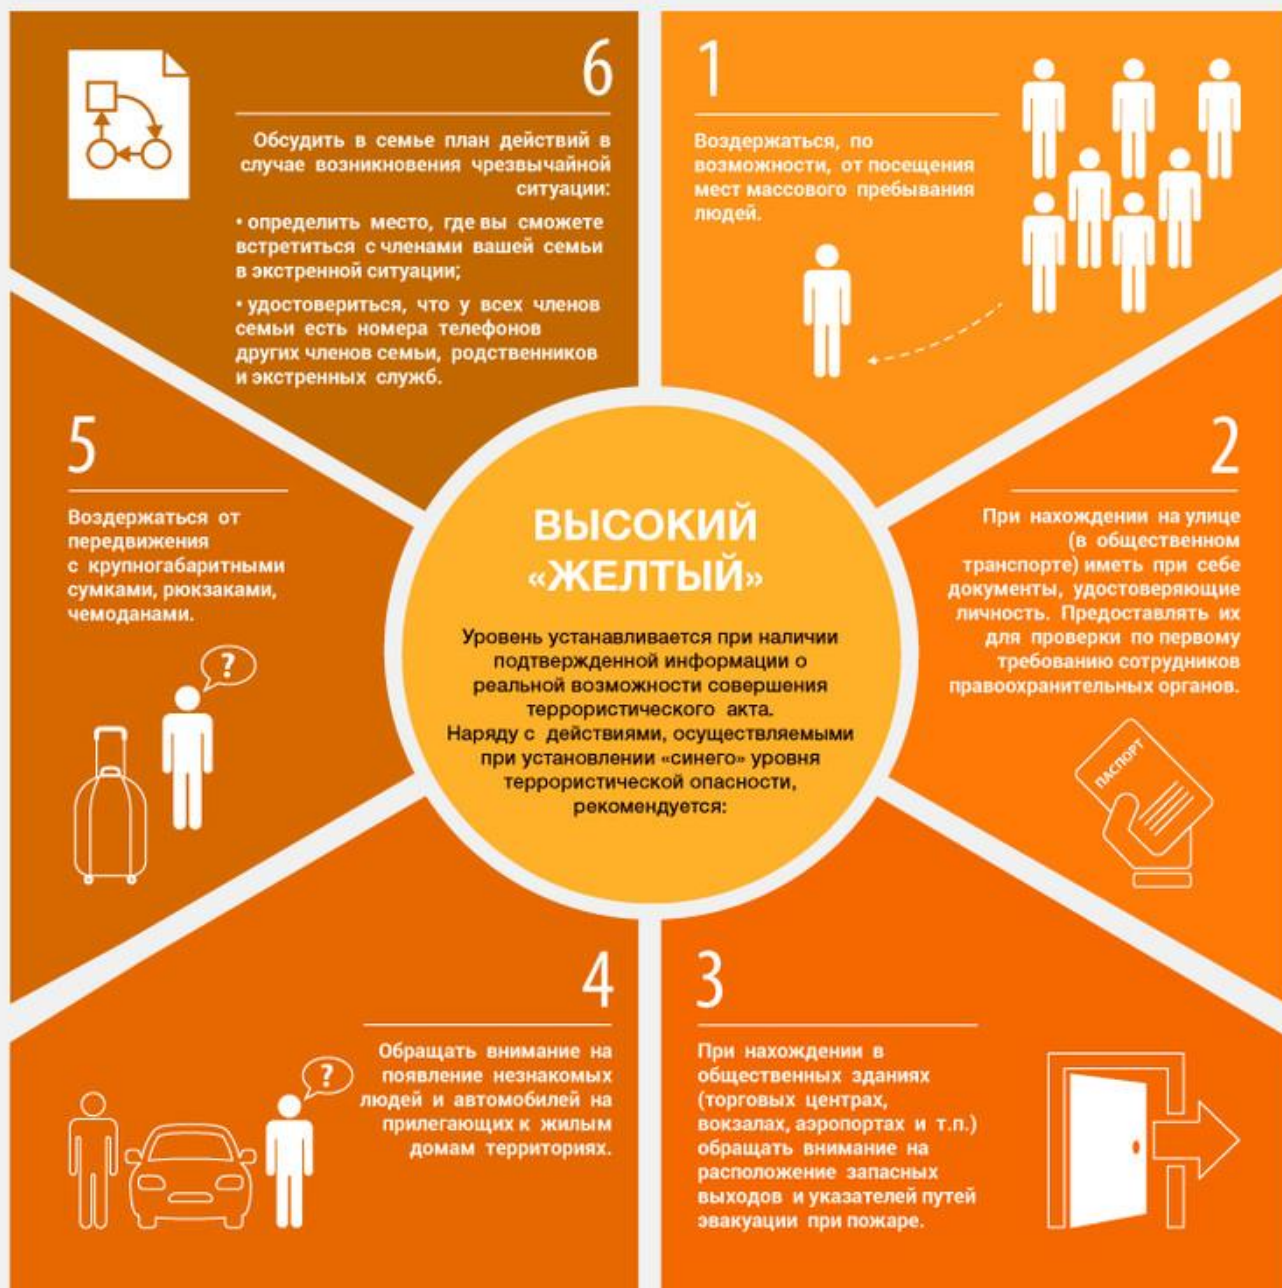 6
Обсудить в семье план действий в
случае возникновения чрезвычайной
ситуации:
• определить место, где вы сможете
встретиться с членами вашей семьи
в экстренной ситуации;
• удостовериться, что у всех членов
семьи есть номера телефонов
других членов семьи, родственников
и экстренных служб.
1
Воздержаться, по
возможности, от посещения
мест массового пребывания
людей.
5
Воздержаться от
передвижения
с крупногабаритными
сумками, рюкзаками,
чемоданами.
?
ВЫСОКИЙ
«ЖЕЛТЫЙ»
Уровень устанавливается при наличии
подтвержденной информации о
реальной возможности совершения
террористического акта.
Наряду с действиями, осуществляемыми
при установлении «синего» уровня
террористической опасности,
рекомендуется:
2
При нахождении на улице
(в общественном
транспорте) иметь при себе
документы, удостоверяющие
личность. Предоставлять их
для проверки по первому
требованию сотрудников
правоохранительных органов.
ПАСПОРТ
4
Обращать внимание на
появление незнакомых
людей и автомобилей на
прилегающих к жилым
домам территориях.
?
3
При нахождении в
общественных зданиях
(торговых центрах,
вокзалах, аэропортах и т.п.)
обращать внимание на
расположение запасных
выходов и указателей путей
эвакуации при пожаре.